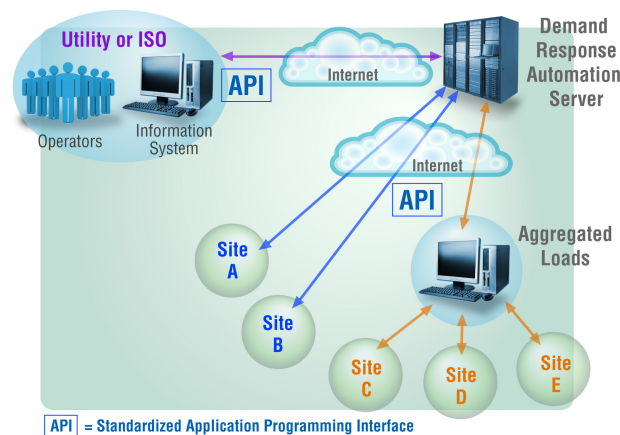 Utility or ISO
Operators
Information
System
API
Internet
Demand
Response
Automation
Server
Internet
API
Site
A
Site
B
Aggregated
Loads
Site
C
Site
D
Site
E
API = Standardized Application Programming Interface